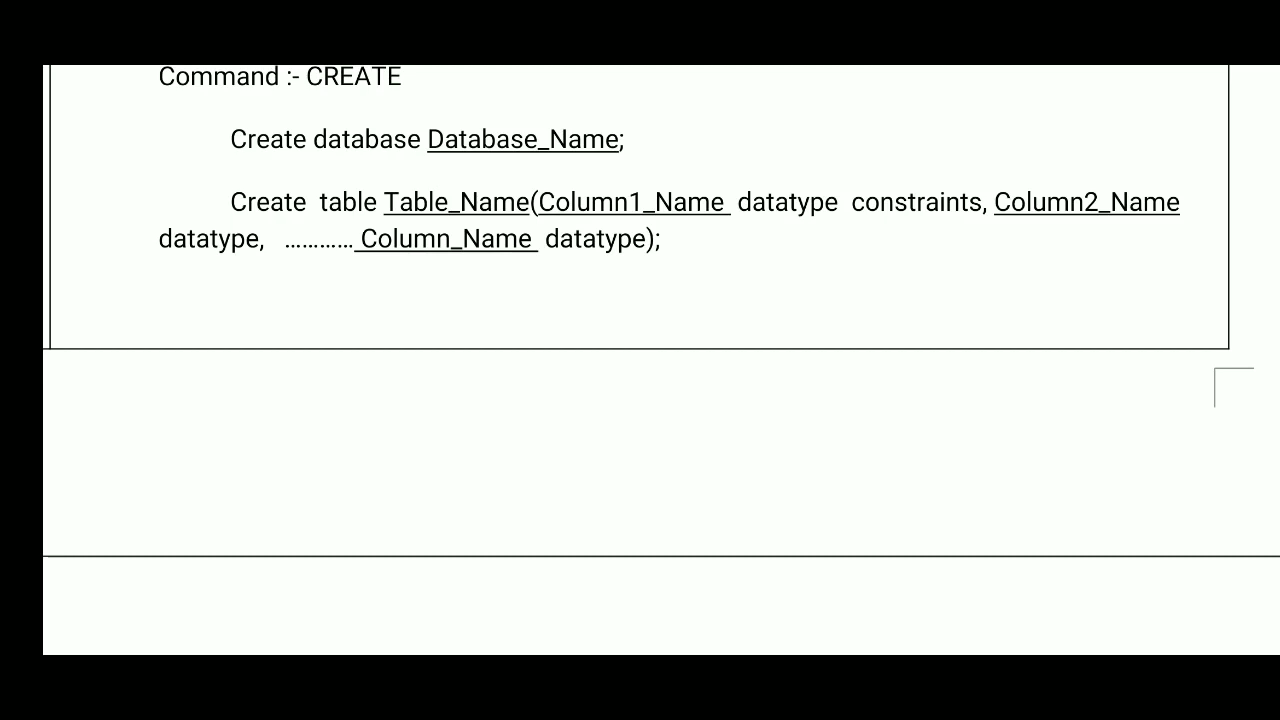 Command :- CREATE
Create database Database_Name;
Create table Table_Name(Column1_Name datatype constraints, Column2_Name
datatype, ………… Column_Name datatype);